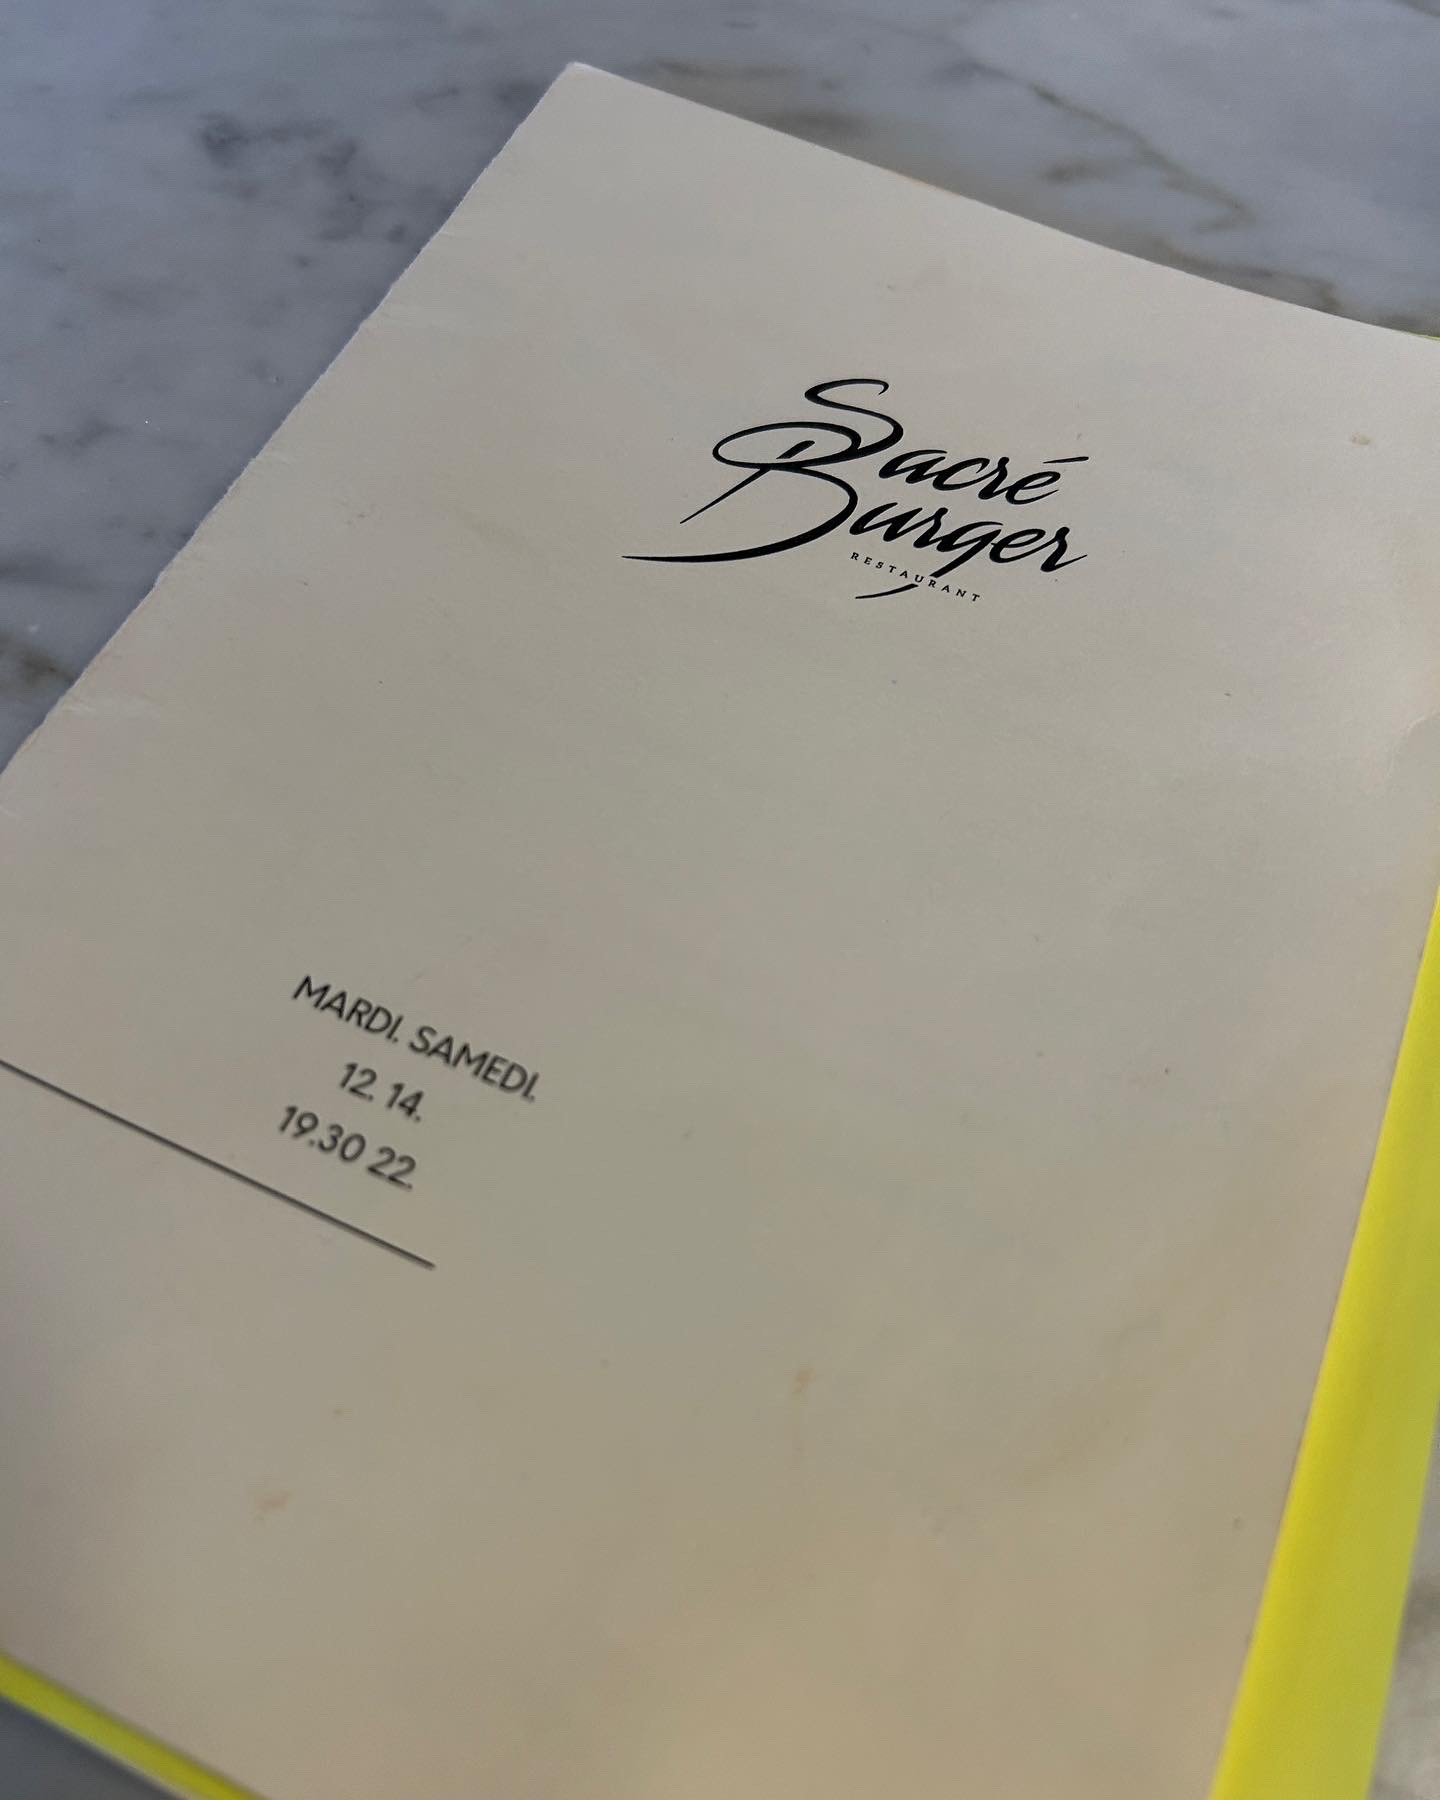 Sacré
Burger
RESTAURANT
MARDI. SAMEDI.
12. 14.
19.30 22.